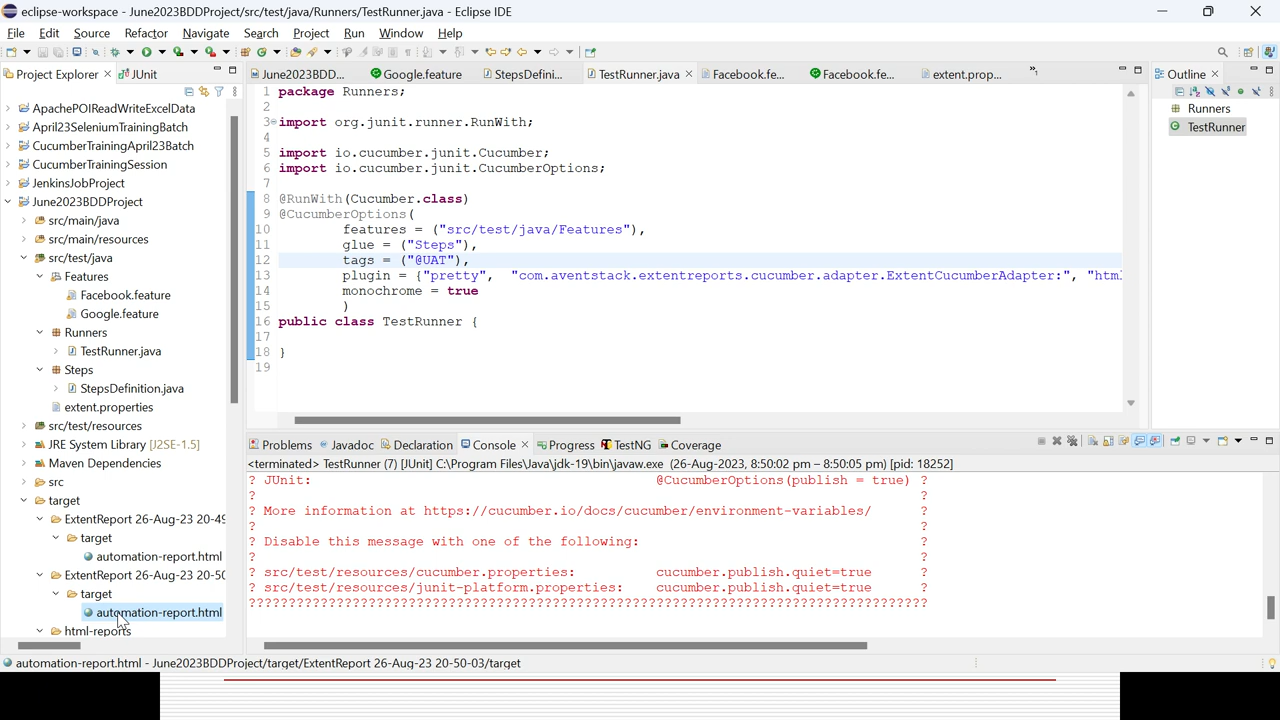 eclipse-workspace - June2023BDDProject/src/test/java/Runners/TestRunner.java - Eclipse IDE
File Edit Source Refactor Navigate Search Project Run Window Help
Project Explorer JUnit
June2023BDD... Google.feature StepsDefini... TestRunner.java Facebook.fe... Facebook.fe... extent.prop...
Outline
ApachePOIReadWriteExcelData
April23SeleniumTrainingBatch
CucumberTrainingApril23Batch
CucumberTrainingSession
JenkinsJobProject
June2023BDDProject
src/main/java
src/main/resources
src/test/java
Features
Facebook.feature
Google.feature
Runners
TestRunner.java
Steps
StepsDefinition.java
extent.properties
src/test/resources
JRE System Library [J2SE-1.5]
Maven Dependencies
src
target
ExtentReport 26-Aug-23 20-49
target
automation-report.html
ExtentReport 26-Aug-23 20-50
target
automation-report.html
html-reports
1 package Runners;
2
3 import org.junit.runner.RunWith;
4
5 import io.cucumber.junit.Cucumber;
6 import io.cucumber.junit.CucumberOptions;
7
8 @RunWith(Cucumber.class)
9 @CucumberOptions(
10 features = ("src/test/java/Features"),
11 glue = ("Steps"),
12 tags = ("@UAT"),
13 plugin = {"pretty", "com.aventstack.extentreports.cucumber.adapter.ExtentCucumberAdapter:", "html
14 monochrome = true
15 )
16 public class TestRunner {
17
18 }
19
Runners
TestRunner
Problems Javadoc Declaration Console Progress TestNG Coverage
<terminated> TestRunner (7) [JUnit] C:\Program Files\Java\jdk-19\bin\javaw.exe (26-Aug-2023, 8:50:02 pm – 8:50:05 pm) [pid: 18252]
? JUnit: @CucumberOptions(publish = true) ?
? ?
? More information at https://cucumber.io/docs/cucumber/environment-variables/ ?
? ?
? Disable this message with one of the following: ?
? ?
? src/test/resources/cucumber.properties: cucumber.publish.quiet=true ?
? src/test/resources/junit-platform.properties: cucumber.publish.quiet=true ?
??????????????????????????????????????????????????????????????????????????????????????
automation-report.html - June2023BDDProject/target/ExtentReport 26-Aug-23 20-50-03/target